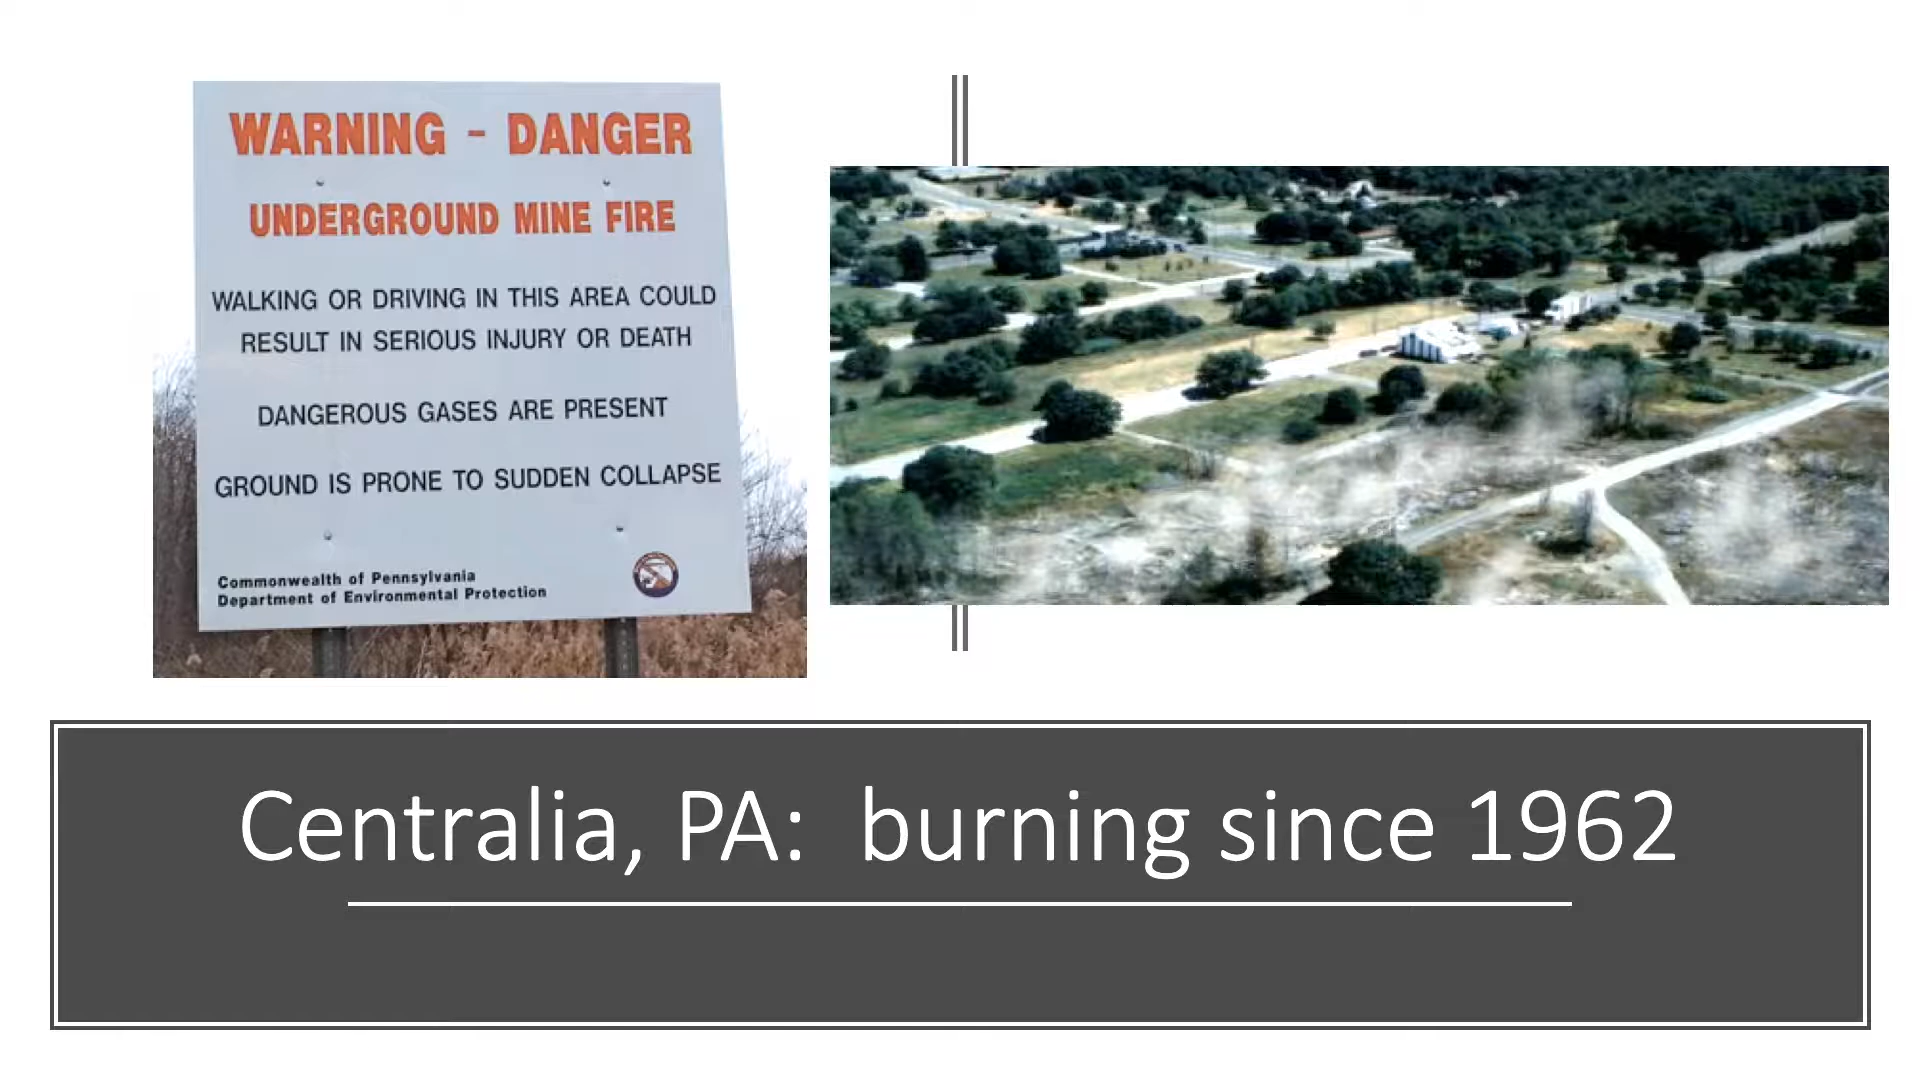 WARNING - DANGER
UNDERGROUND MINE FIRE
WALKING OR DRIVING IN THIS AREA COULD
RESULT IN SERIOUS INJURY OR DEATH
DANGEROUS GASES ARE PRESENT
GROUND IS PRONE TO SUDDEN COLLAPSE
Commonwealth of Pennsylvania
Department of Environmental Protection
Centralia, PA:  burning since 1962